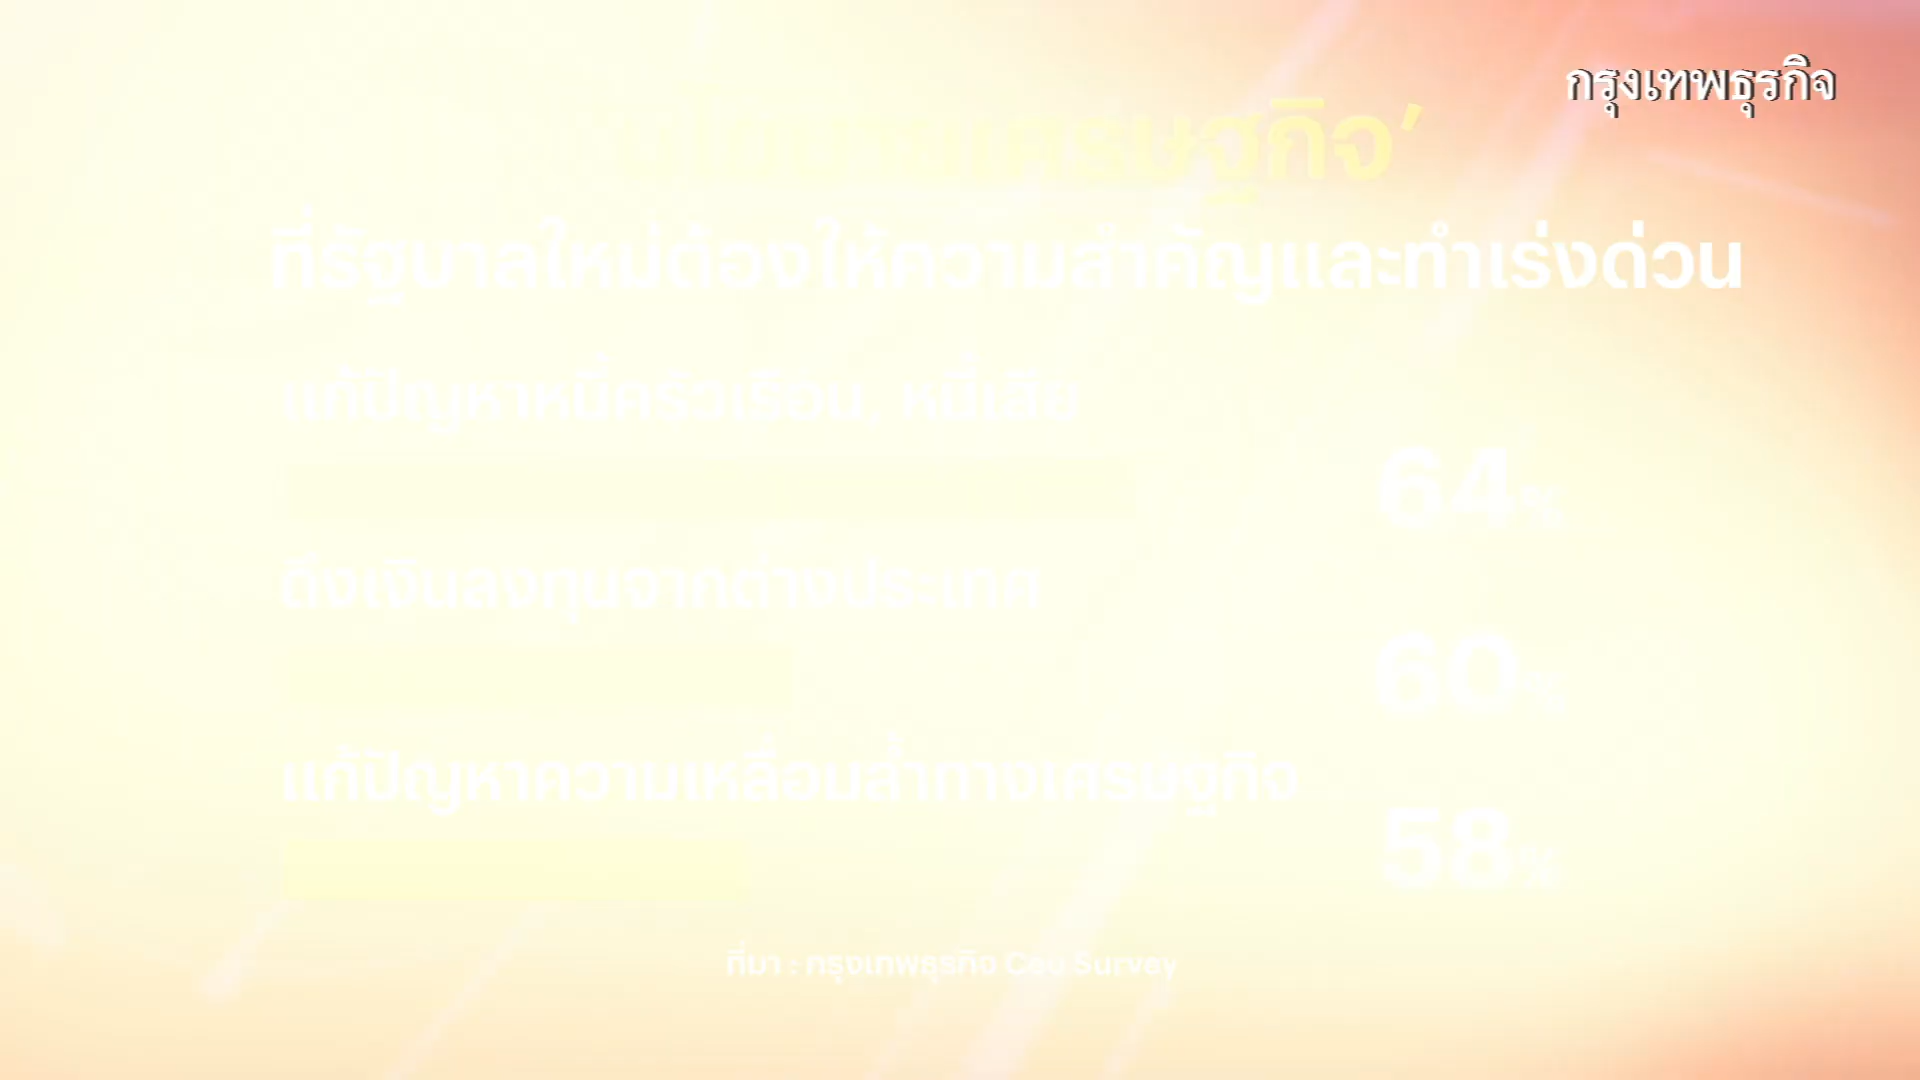 กรุงเทพธุรกิจ
นโยบายเศรษฐกิจ’
ที่รัฐบาลใหม่ต้องให้ความสำคัญและทำเร่งด่วน
แก้ปัญหาหนี้ครัวเรือน, หนี้เสีย
64%
ดึงเงินลงทุนจากต่างประเทศ
60%
แก้ปัญหาความเหลื่อมล้ำทางเศรษฐกิจ
58%
ที่มา : กรุงเทพธุรกิจ Ceo Survey